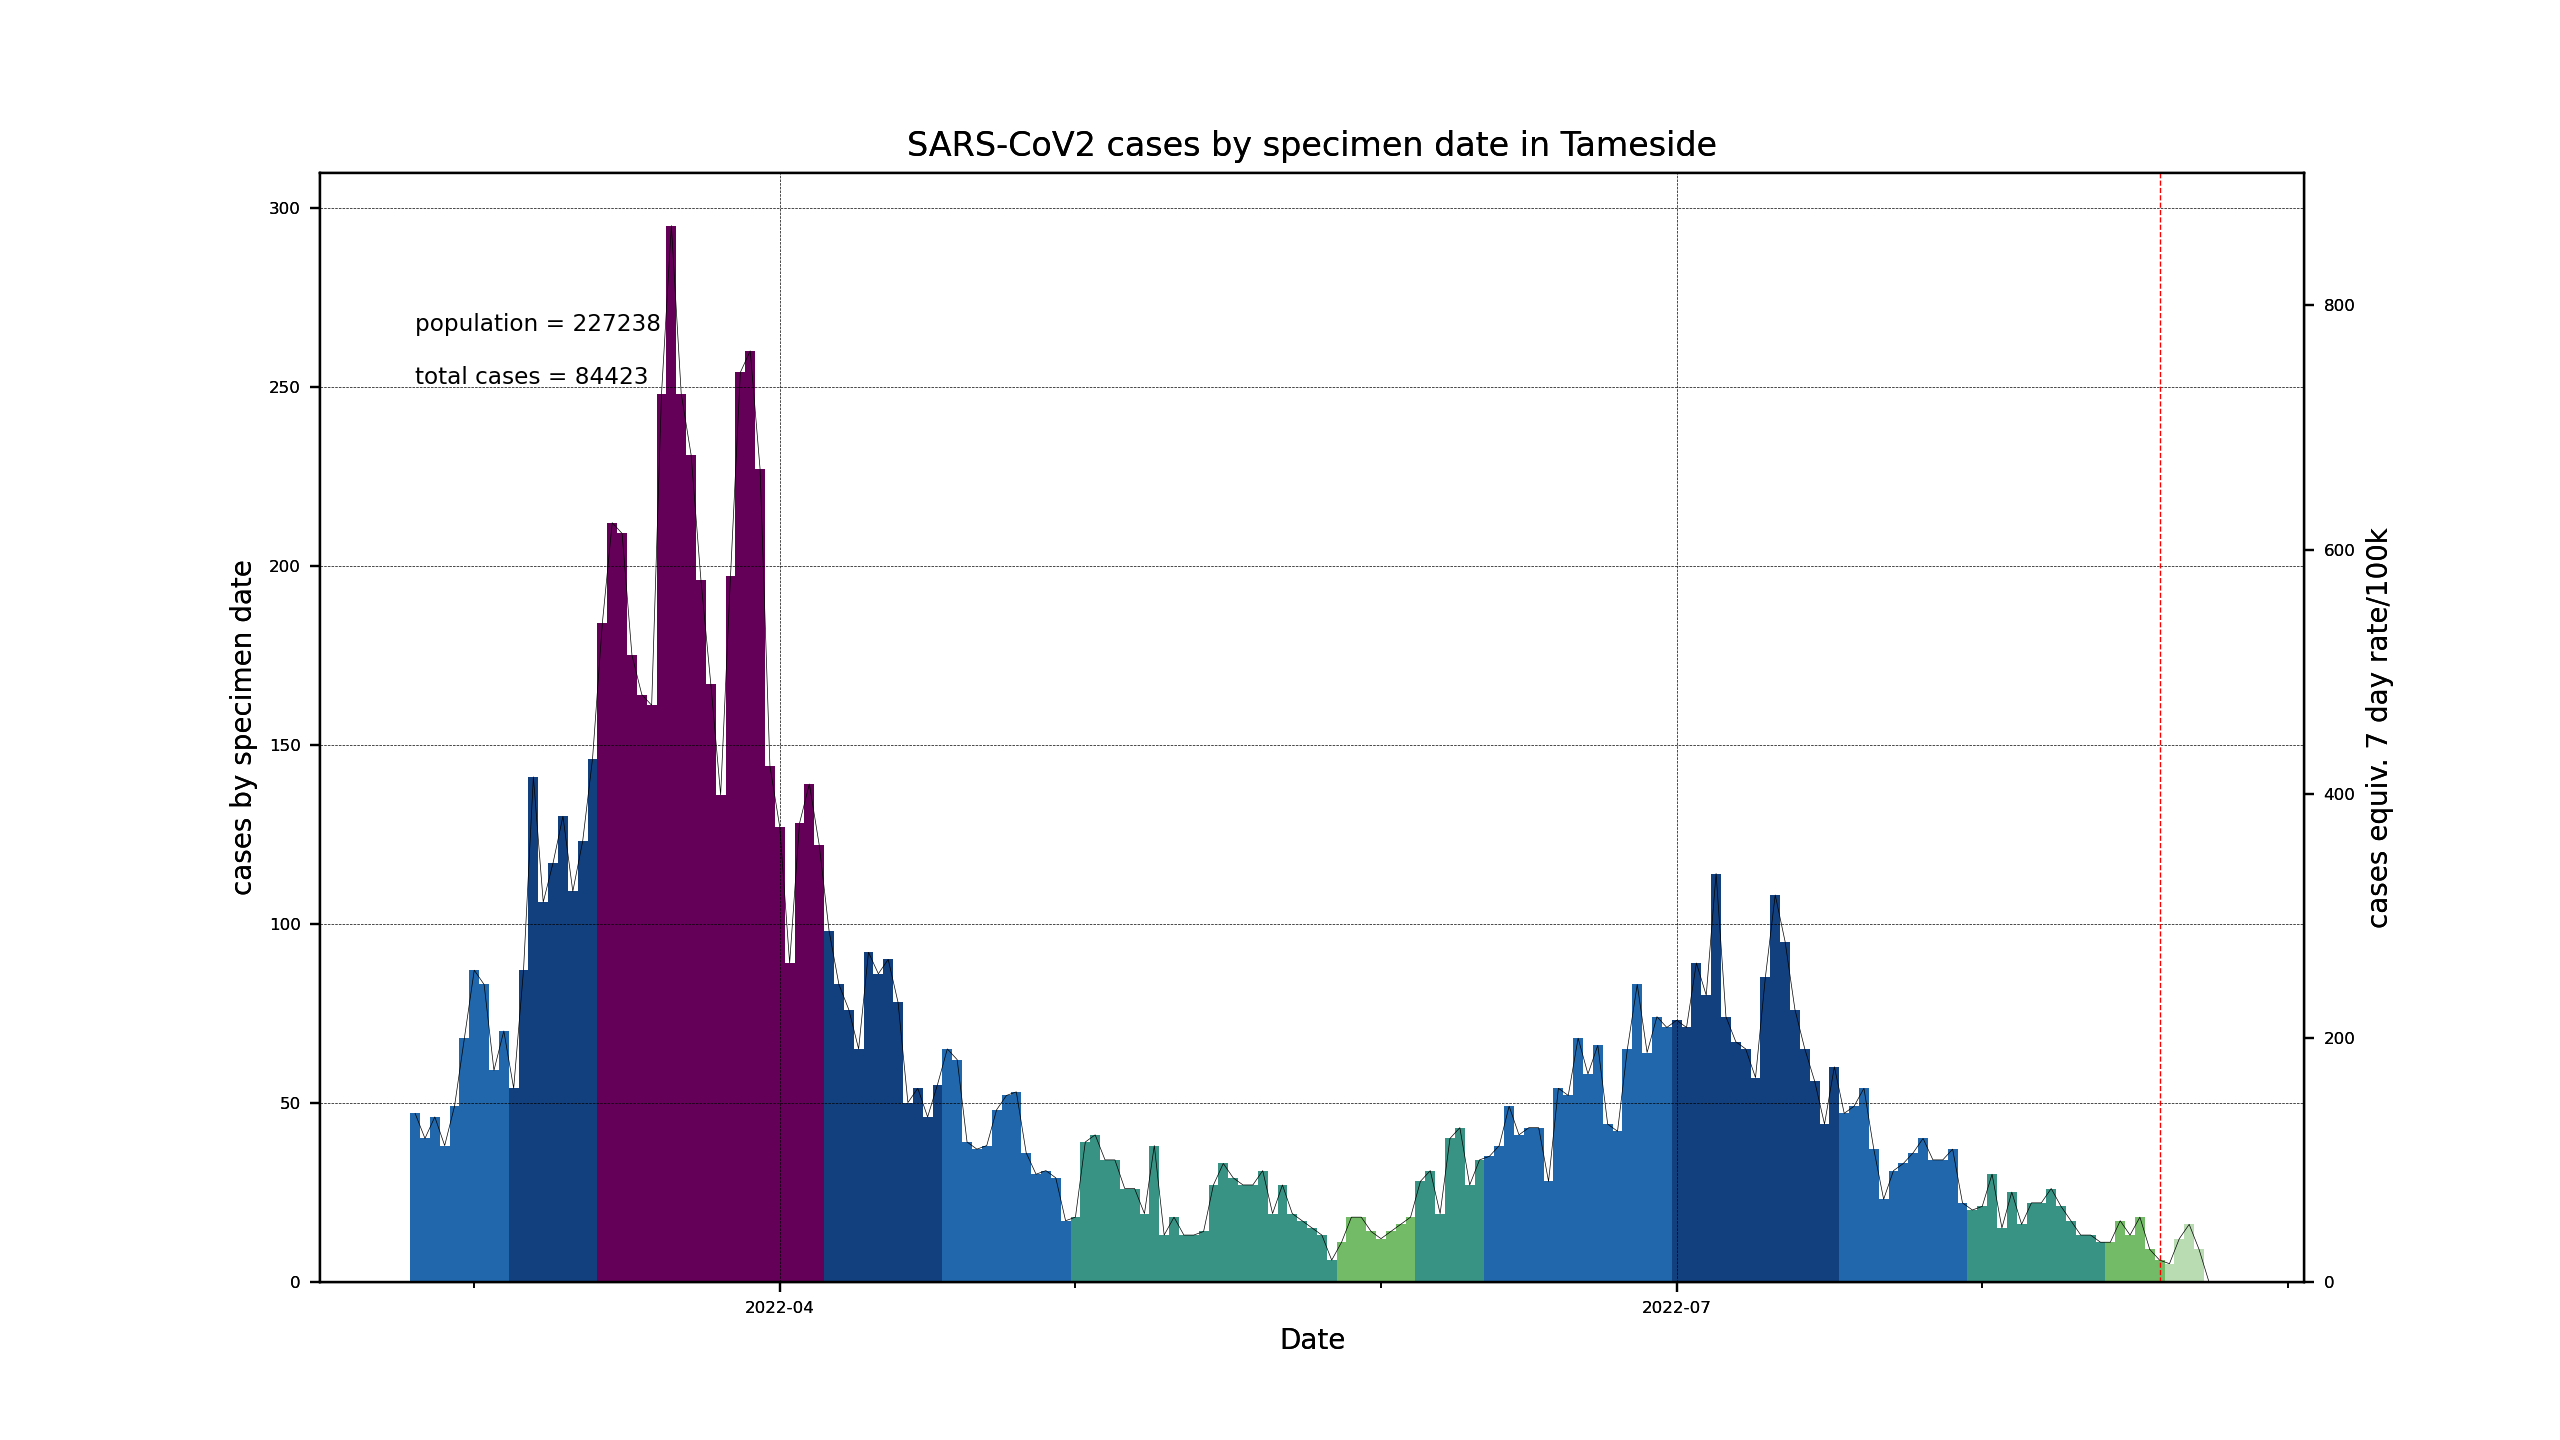 SARS-CoV2 cases by specimen date in Tameside
population = 227238
total cases = 84423
cases by specimen date
300
250
200
150
100
50
0
2022-04
2022-07
Date
800
600
400
200
0
cases equiv. 7 day rate/100k